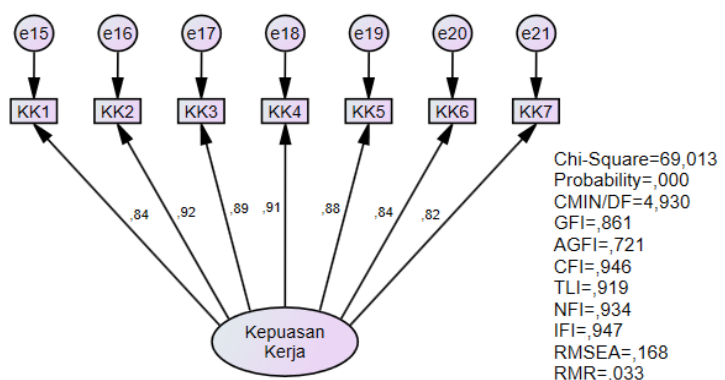 e15 e16 e17 e18 e19 e20 e21
KK1 KK2 KK3 KK4 KK5 KK6 KK7
,84 ,92 ,89 ,91 ,88 ,84 ,82
Kepuasan
Kerja
Chi-Square=69,013
Probability=,000
CMIN/DF=4,930
GFI=,861
AGFI=,721
CFI=,946
TLI=,919
NFI=,934
IFI=,947
RMSEA=,168
RMR=.033